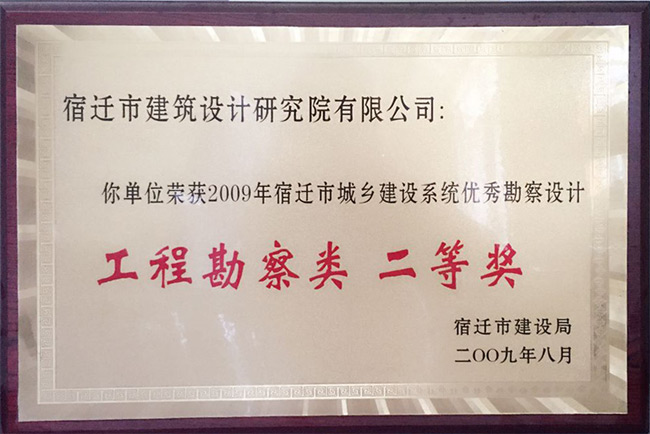 宿迁市建筑设计研究院有限公司:
你单位荣获2009年宿迁市城乡建设系统优秀勘察设计
工程勘察类 二等奖
宿迁市建设局
二〇〇九年八月